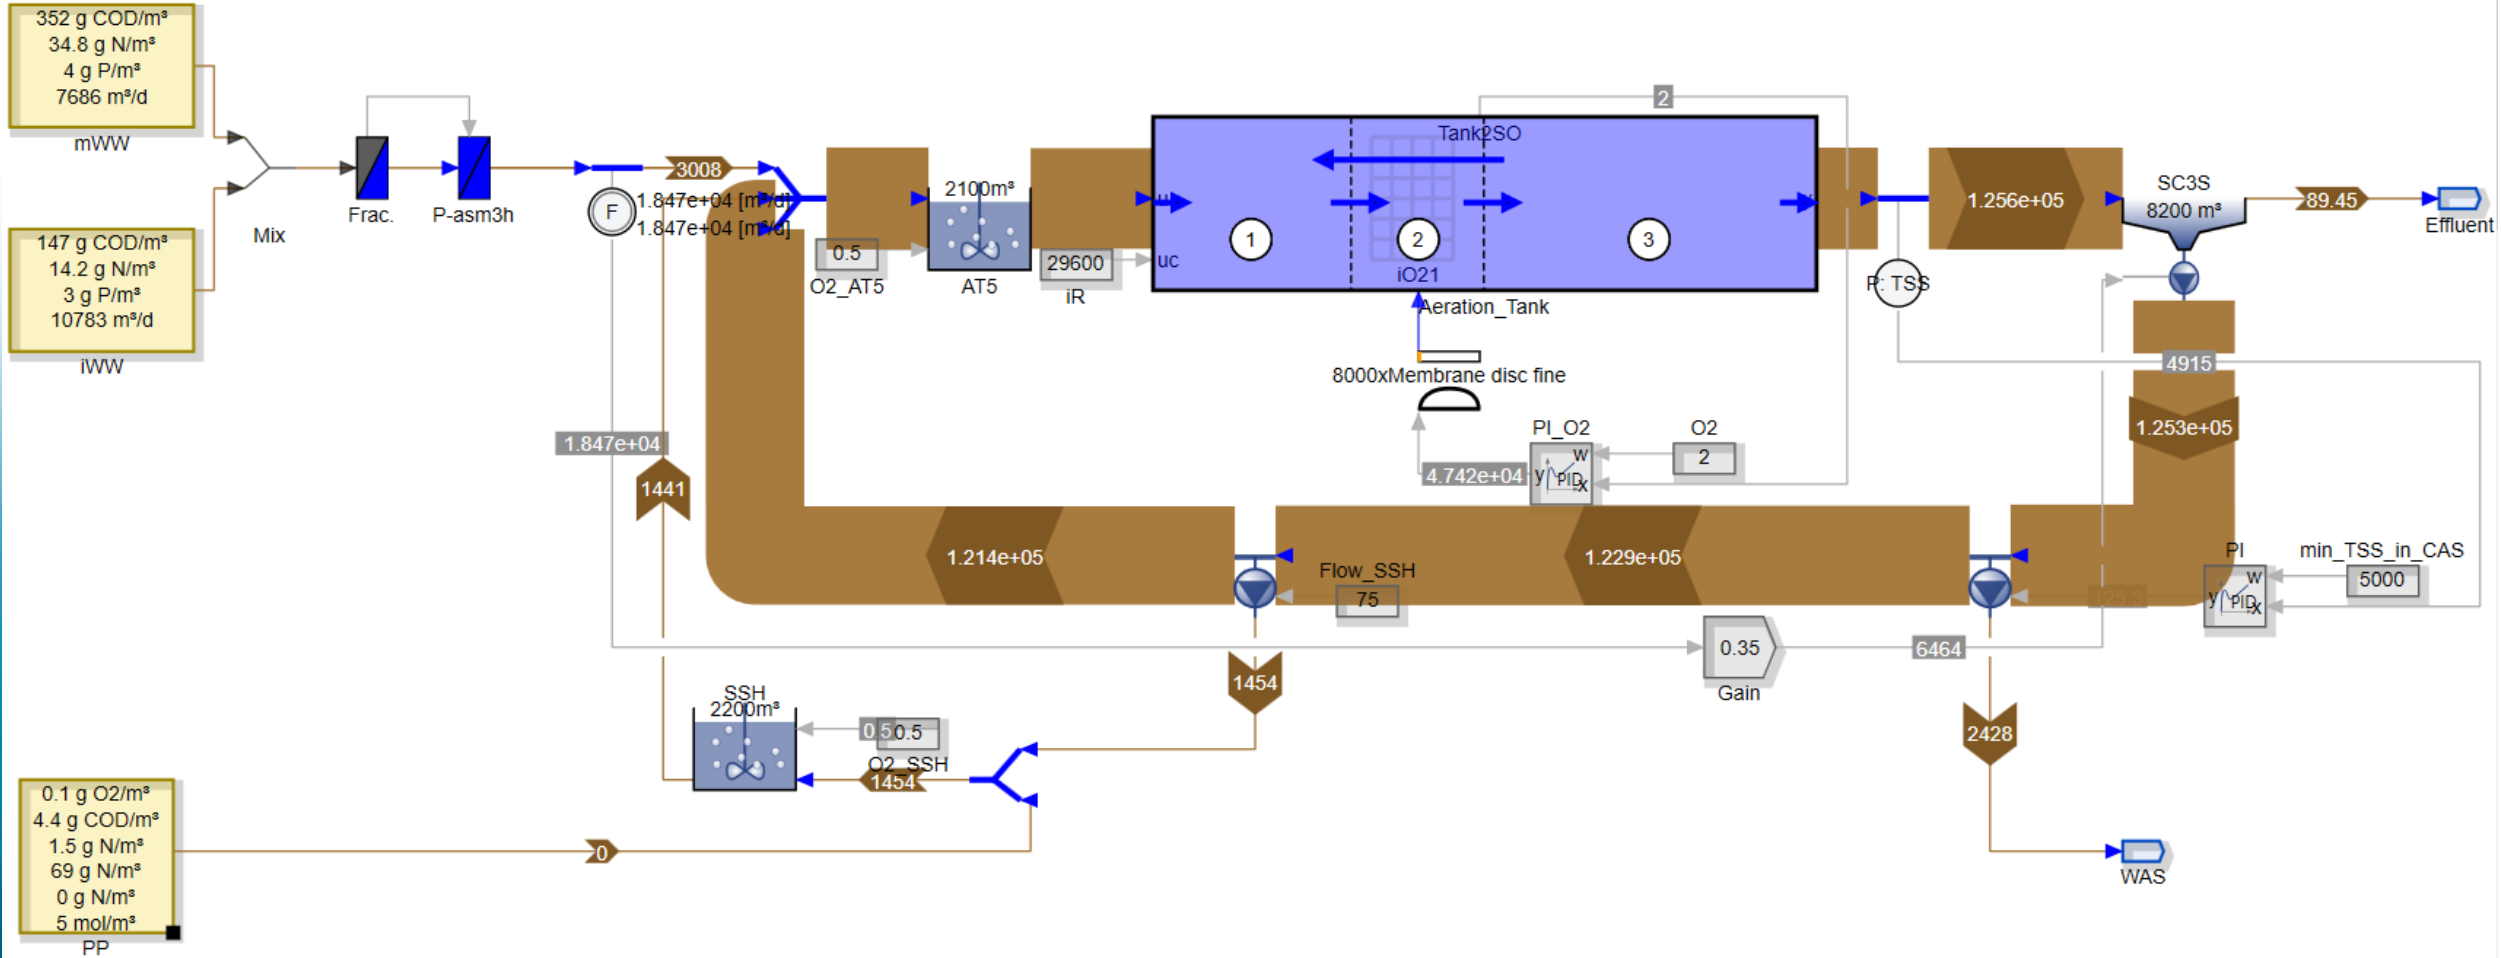 352 g COD/m³
34.8 g N/m³
4 g P/m³
7686 m³/d
mWW
147 g COD/m³
14.2 g N/m³
3 g P/m³
10783 m³/d
iWW
Mix
Frac.
P-asm3h
F
3008
1.847e+04 [m³/d]
1.847e+04 [m³/d]
0.5
O2_AT5
2100m³
AT5
29600
iR
uc
Tank2SO
1
2
3
iO21
Aeration_Tank
2
8000xMembrane disc fine
PI_O2
w
y
PID
x
O2
2
4.742e+04
P: TSS
1.256e+05
SC3S
8200 m³
89.45
Effluent
4915
1.253e+05
1.847e+04
1441
1.214e+05
Flow_SSH
75
1.229e+05
125.3
PI
w
y
PID
x
min_TSS_in_CAS
5000
0.35
Gain
6464
1454
2428
SSH
2200m³
0.5
0.5
O2_SSH
1454
0.1 g O2/m³
4.4 g COD/m³
1.5 g N/m³
69 g N/m³
0 g N/m³
5 mol/m³
PP
0
WAS